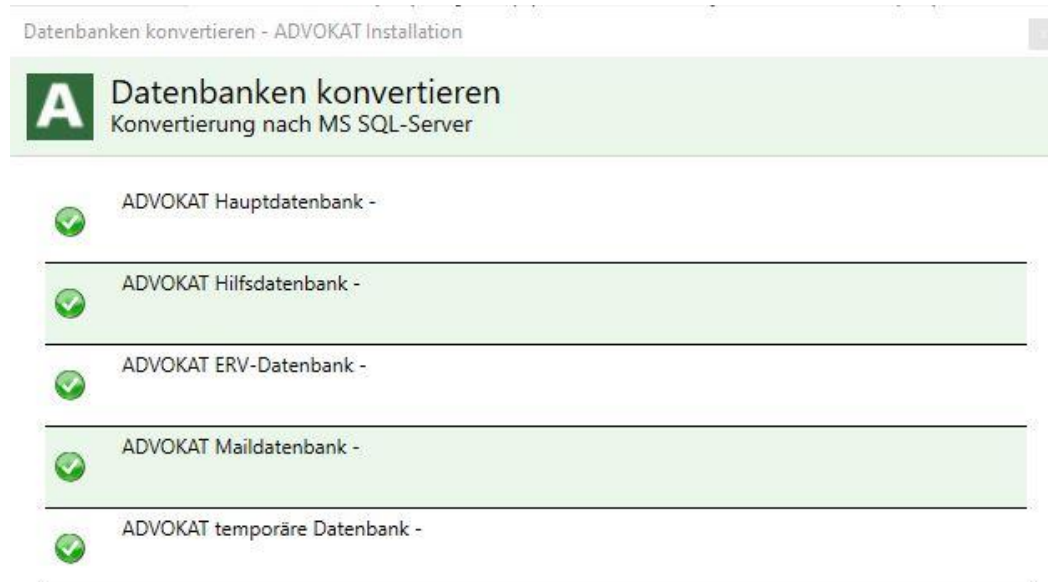 Datenbanken konvertieren - ADVOKAT Installation
A
Datenbanken konvertieren
Konvertierung nach MS SQL-Server
ADVOKAT Hauptdatenbank -
ADVOKAT Hilfsdatenbank -
ADVOKAT ERV-Datenbank -
ADVOKAT Maildatenbank -
ADVOKAT temporäre Datenbank -